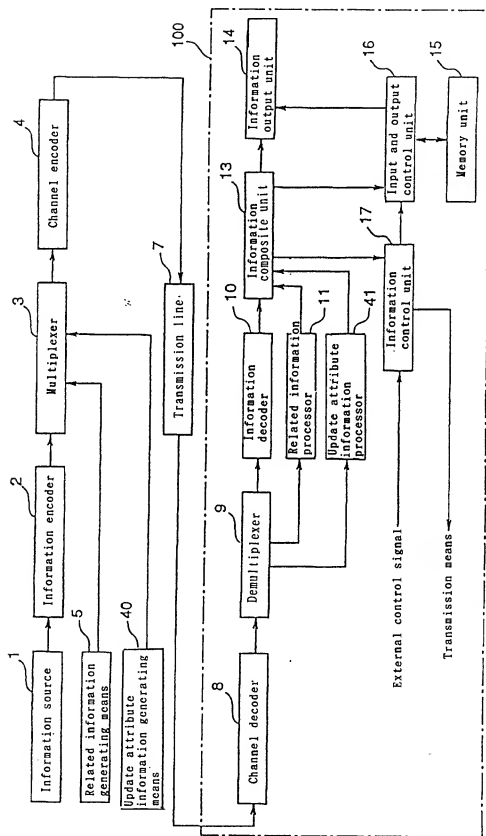 1
Information source
2
Information encoder
3
Multiplexer
4
Channel encoder
5
Related information
generating means
40
Update attribute
information generating
means
7
Transmission line
100
8
Channel decoder
9
Demultiplexer
10
Information
decoder
11
Related information
processor
41
Update attribute
information
processor
13
Information
composite unit
14
Information
output unit
16
Input and output
control unit
15
Memory unit
17
Information
control unit
External control signal
Transmission means